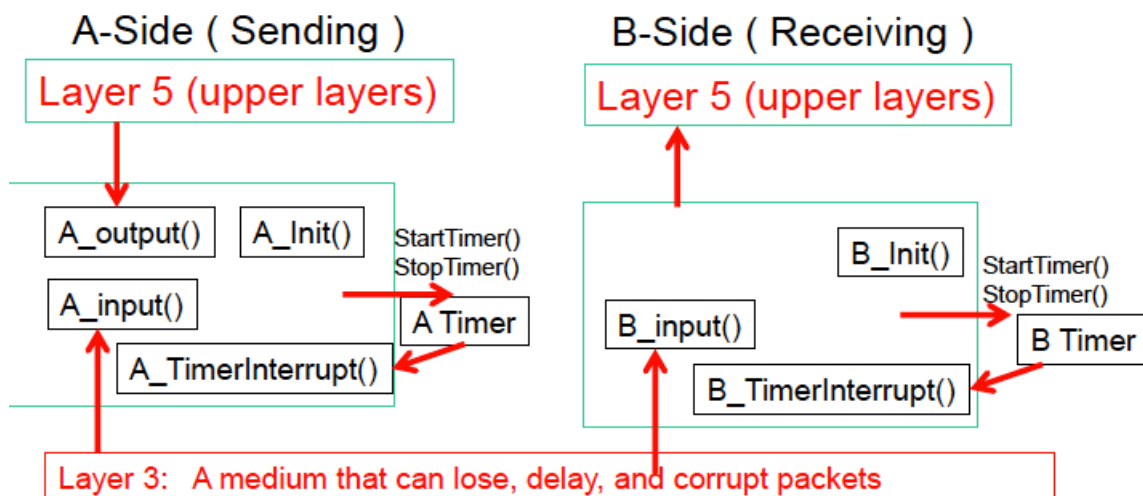 A-Side ( Sending )
B-Side ( Receiving )
Layer 5 (upper layers)
Layer 5 (upper layers)
A_output()
A_Init()
StartTimer()
StopTimer()
A_input()
A Timer
A_TimerInterrupt()
B_Init()
StartTimer()
StopTimer()
B_input()
B Timer
B_TimerInterrupt()
Layer 3: A medium that can lose, delay, and corrupt packets